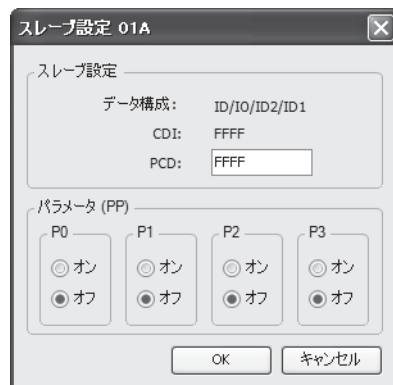 スレーブ設定 01A
スレーブ設定
データ構成: ID/IO/ID2/ID1
CDI: FFFF
PCD: FFFF
パラメータ (PP)
P0 P1 P2 P3
オン オン オン オン
オフ オフ オフ オフ
OK キャンセル